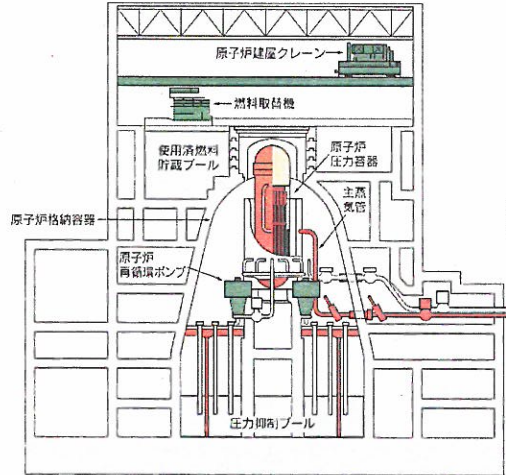 原子炉建屋クレーン
燃料取替機
使用済燃料
貯蔵プール
原子炉
圧力容器
主蒸
気管
原子炉格納容器
原子炉
再循環ポンプ
圧力抑制プール